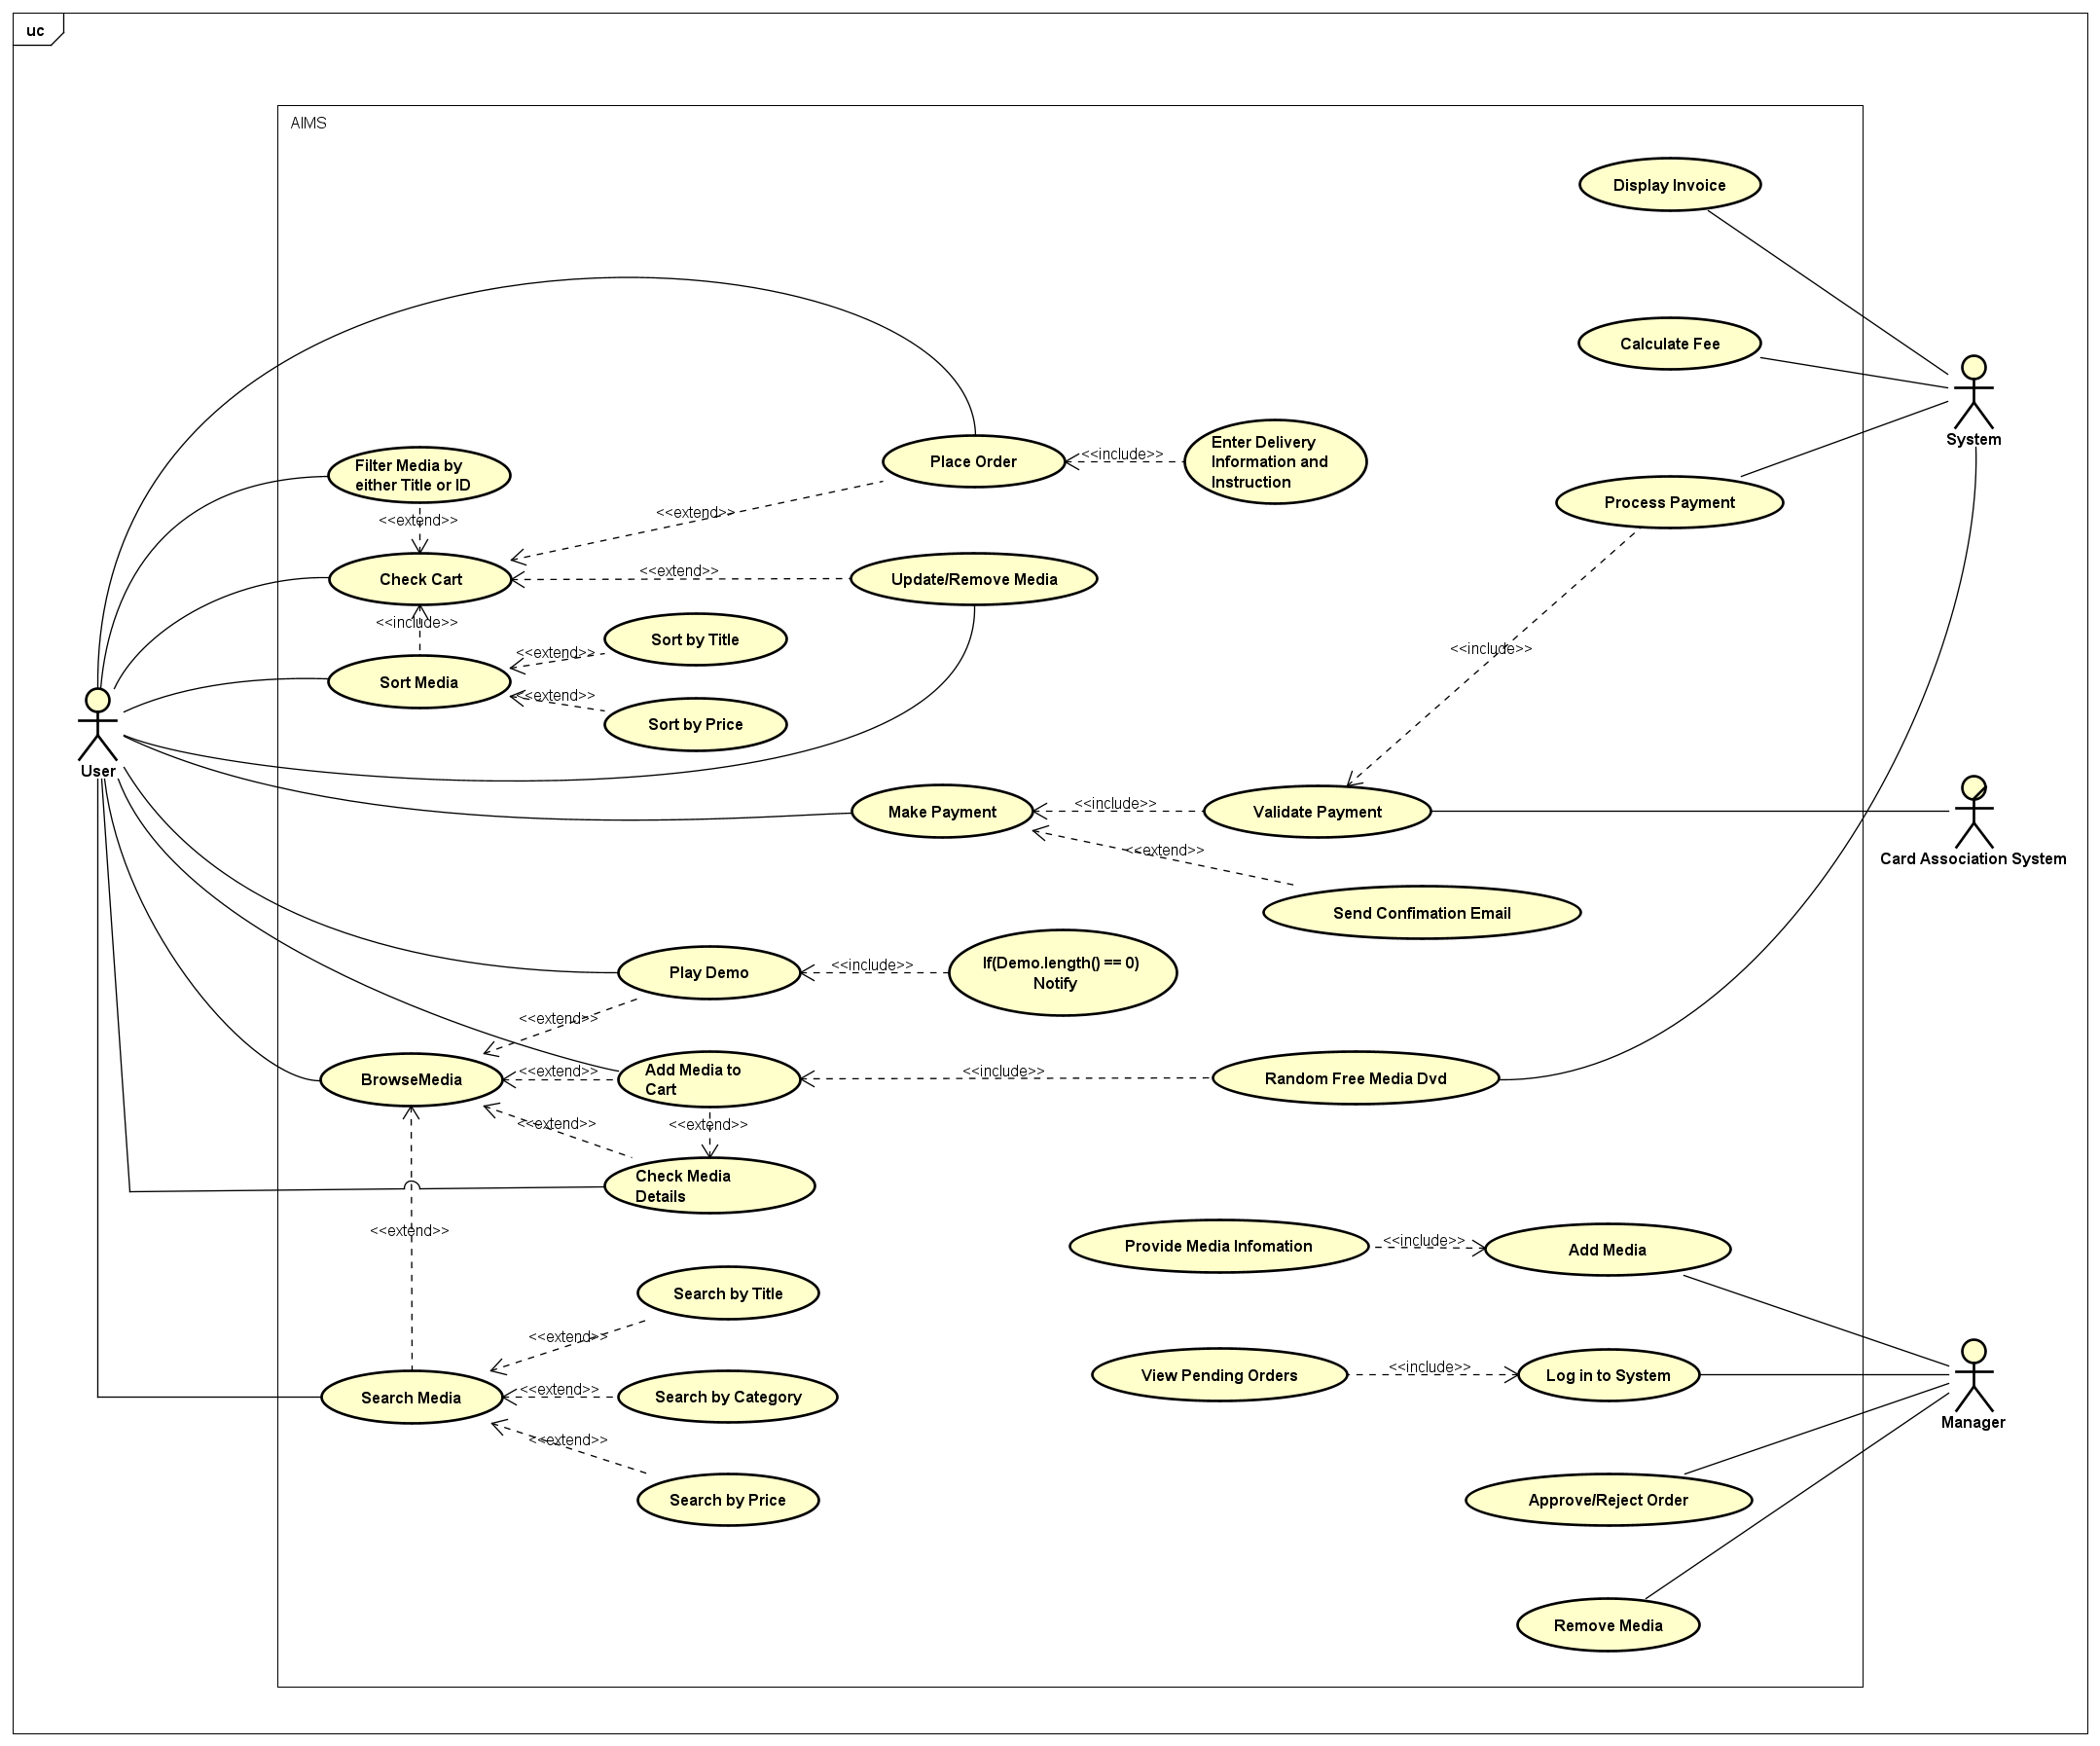 uc
AIMS
Display Invoice
Calculate Fee
System
Enter Delivery
Information and
Instruction
<<include>>
Place Order
Filter Media by
either Title or ID
Process Payment
<<extend>>
<<extend>>
Check Cart
<<extend>>
Update/Remove Media
<<include>>
Sort by Title
<<extend>>
<<include>>
Sort Media
<<extend>>
Sort by Price
User
Make Payment
<<include>>
Validate Payment
<<extend>>
Card Association System
Send Confimation Email
Play Demo
<<include>>
If(Demo.length() == 0)
Notify
<<extend>>
BrowseMedia
<<extend>>
Add Media to
Cart
<<include>>
Random Free Media Dvd
<<extend>>
<<extend>>
Check Media
Details
<<extend>>
Provide Media Infomation
<<include>>
Add Media
Search by Title
<<extend>>
View Pending Orders
<<include>>
Log in to System
Manager
Search Media
<<extend>>
Search by Category
<<extend>>
Search by Price
Approve/Reject Order
Remove Media